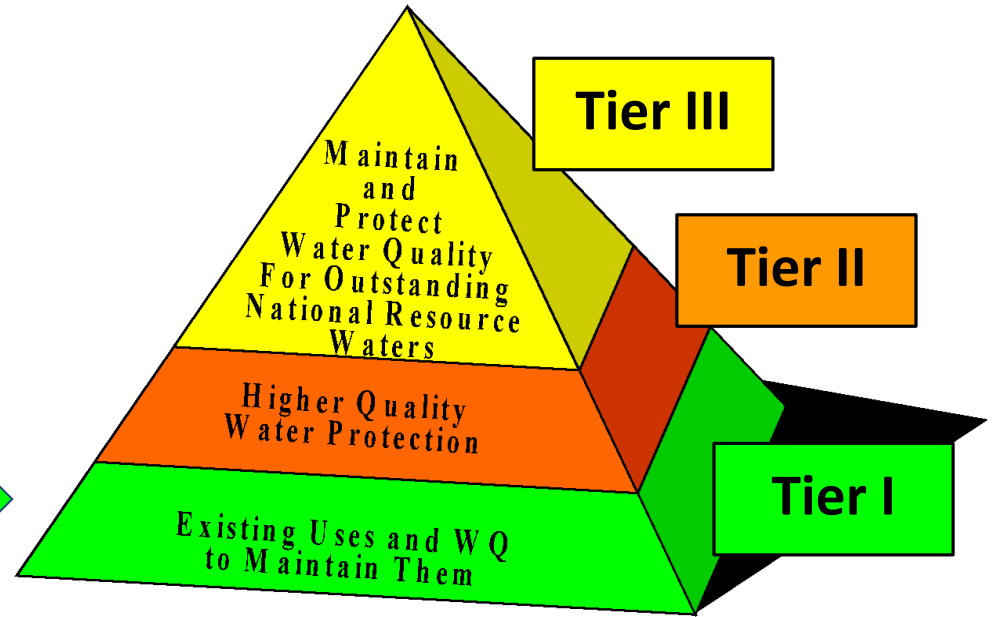 Tier III
Maintain
and
Protect
Water Quality
For Outstanding
National Resource
Waters
Tier II
Higher Quality
Water Protection
Tier I
Existing Uses and WQ
to Maintain Them